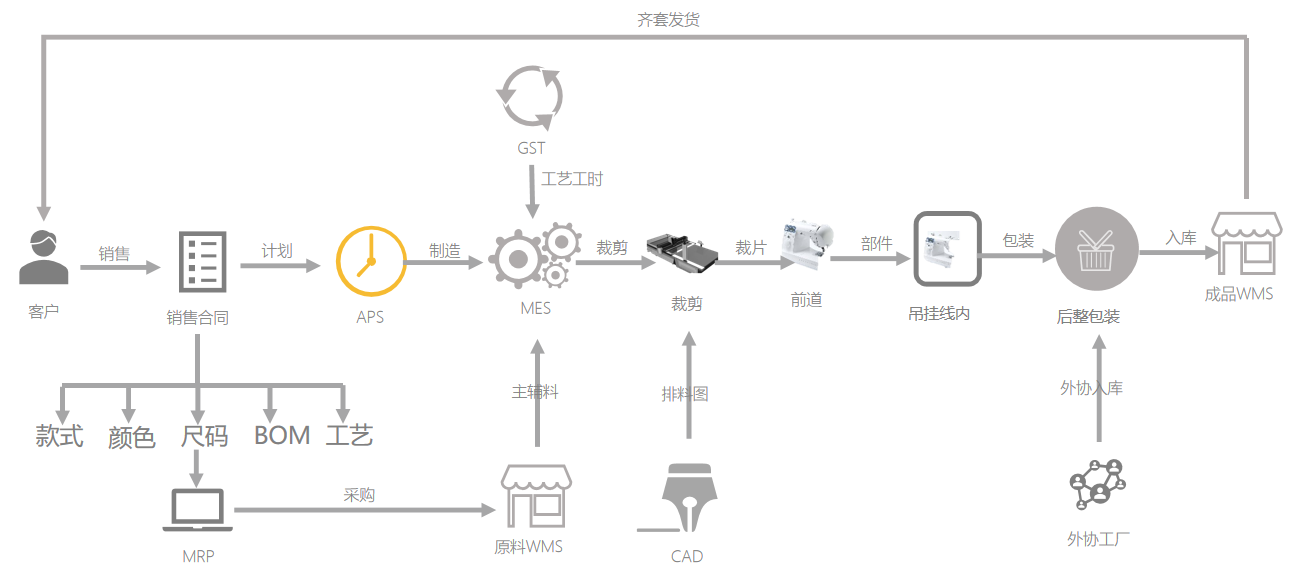 齐套发货
GST
工艺工时
销售
计划
制造
裁剪
裁片
部件
包装
入库
客户
销售合同
APS
MES
裁剪
前道
吊挂线内
后整包装
成品WMS
主辅料
排料图
外协入库
款式
颜色
尺码
BOM
工艺
采购
MRP
原料WMS
CAD
外协工厂